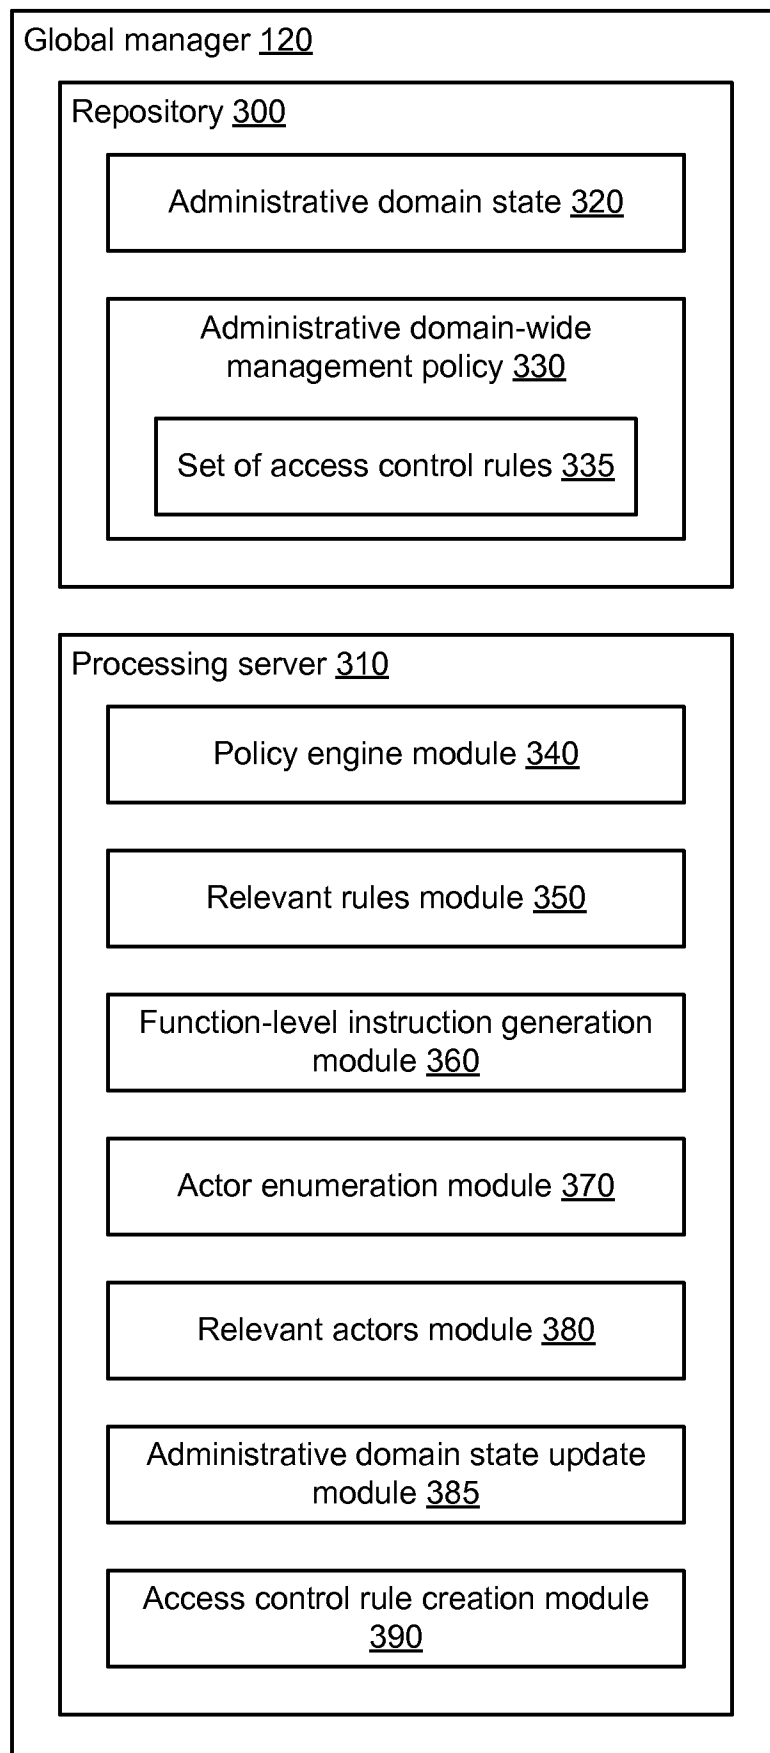 Global manager 120
Repository 300
Administrative domain state 320
Administrative domain-wide
management policy 330
Set of access control rules 335
Processing server 310
Policy engine module 340
Relevant rules module 350
Function-level instruction generation
module 360
Actor enumeration module 370
Relevant actors module 380
Administrative domain state update
module 385
Access control rule creation module
390